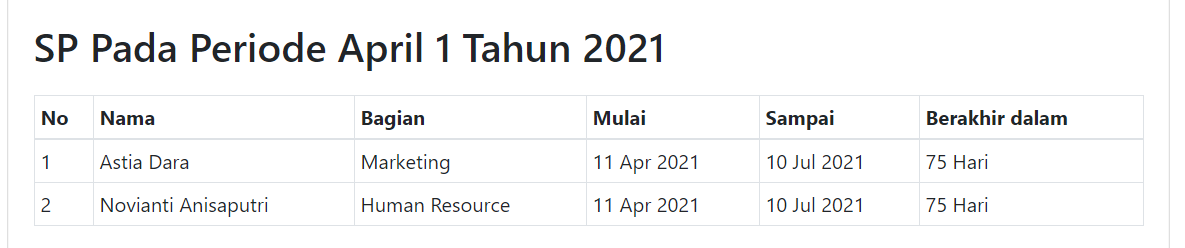 SP Pada Periode April 1 Tahun 2021
No Nama Bagian Mulai Sampai Berakhir dalam
1 Astia Dara Marketing 11 Apr 2021 10 Jul 2021 75 Hari
2 Novianti Anisaputri Human Resource 11 Apr 2021 10 Jul 2021 75 Hari